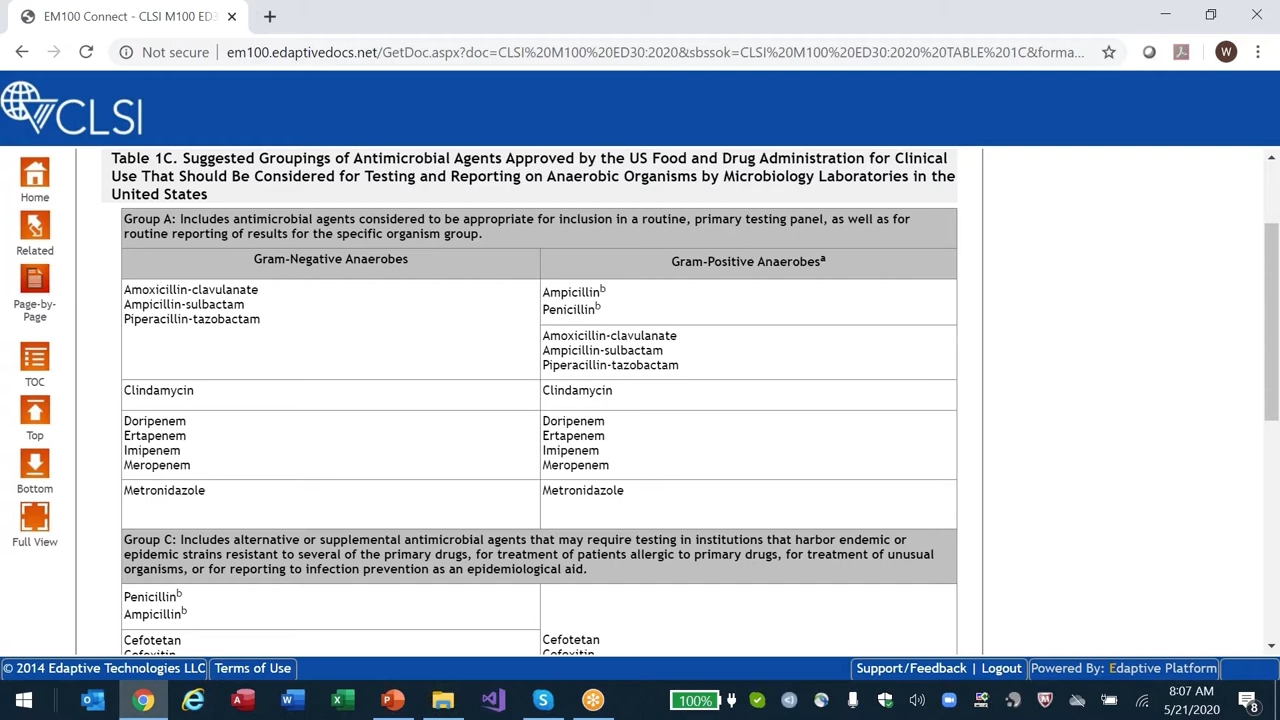 EM100 Connect - CLSI M100 ED3
Not secure
em100.edaptivedocs.net/GetDoc.aspx?doc=CLSI%20M100%20ED30:2020&sbssok=CLSI%20M100%20ED30:2020%20TABLE%201C&forma...
W
CLSI
Home
Related
Page-by-
Page
TOC
Top
Bottom
Full View
Table 1C. Suggested Groupings of Antimicrobial Agents Approved by the US Food and Drug Administration for Clinical
Use That Should Be Considered for Testing and Reporting on Anaerobic Organisms by Microbiology Laboratories in the
United States
Group A: Includes antimicrobial agents considered to be appropriate for inclusion in a routine, primary testing panel, as well as for
routine reporting of results for the specific organism group.
Gram-Negative Anaerobes
Gram-Positive Anaerobesa
Amoxicillin-clavulanate
Ampicillin-sulbactam
Piperacillin-tazobactam
Ampicillinb
Penicillinb
Amoxicillin-clavulanate
Ampicillin-sulbactam
Piperacillin-tazobactam
Clindamycin
Clindamycin
Doripenem
Ertapenem
Imipenem
Meropenem
Doripenem
Ertapenem
Imipenem
Meropenem
Metronidazole
Metronidazole
Group C: Includes alternative or supplemental antimicrobial agents that may require testing in institutions that harbor endemic or
epidemic strains resistant to several of the primary drugs, for treatment of patients allergic to primary drugs, for treatment of unusual
organisms, or for reporting to infection prevention as an epidemiological aid.
Penicillinb
Ampicillinb
Cefotetan
Cefoxitin
Cefotetan
Cefoxitin
© 2014 Edaptive Technologies LLC
Terms of Use
Support/Feedback
Logout
Powered By: Edaptive Platform
100%
8:07 AM
5/21/2020
8